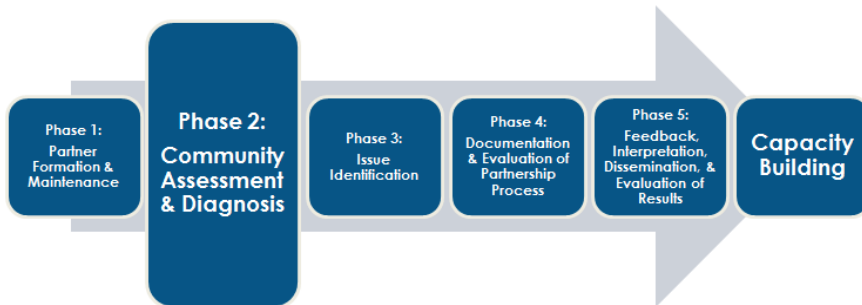 Phase 1:
Partner
Formation &
Maintenance
Phase 2:
Community
Assessment
& Diagnosis
Phase 3:
Issue
Identification
Phase 4:
Documentation
& Evaluation of
Partnership
Process
Phase 5:
Feedback,
Interpretation,
Dissemination, &
Evaluation of
Results
Capacity
Building